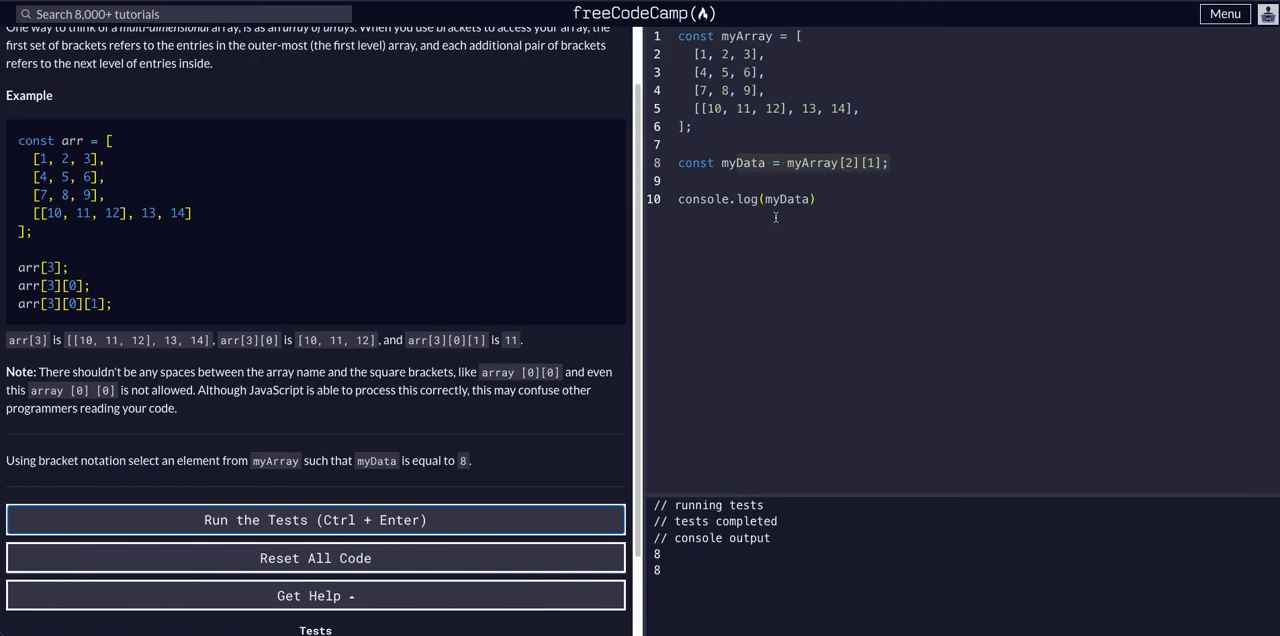 Search 8,000+ tutorials
freeCodeCamp(🔥)
Menu
One way to think of a multi-dimensional array, is as an array of arrays. When you use brackets to access your array, the
first set of brackets refers to the entries in the outer-most (the first level) array, and each additional pair of brackets
refers to the next level of entries inside.
Example
const arr = [
  [1, 2, 3],
  [4, 5, 6],
  [7, 8, 9],
  [[10, 11, 12], 13, 14]
];
arr[3];
arr[3][0];
arr[3][0][1];
arr[3] is [[10, 11, 12], 13, 14], arr[3][0] is [10, 11, 12], and arr[3][0][1] is 11.
Note: There shouldn't be any spaces between the array name and the square brackets, like array [0][0] and even
this array [0] [0] is not allowed. Although JavaScript is able to process this correctly, this may confuse other
programmers reading your code.
Using bracket notation select an element from myArray such that myData is equal to 8.
Run the Tests (Ctrl + Enter)
Reset All Code
Get Help
Tests
1 const myArray = [
2   [1, 2, 3],
3   [4, 5, 6],
4   [7, 8, 9],
5   [[10, 11, 12], 13, 14],
6 ];
7
8 const myData = myArray[2][1];
9
10 console.log(myData)
// running tests
// tests completed
// console output
8
8